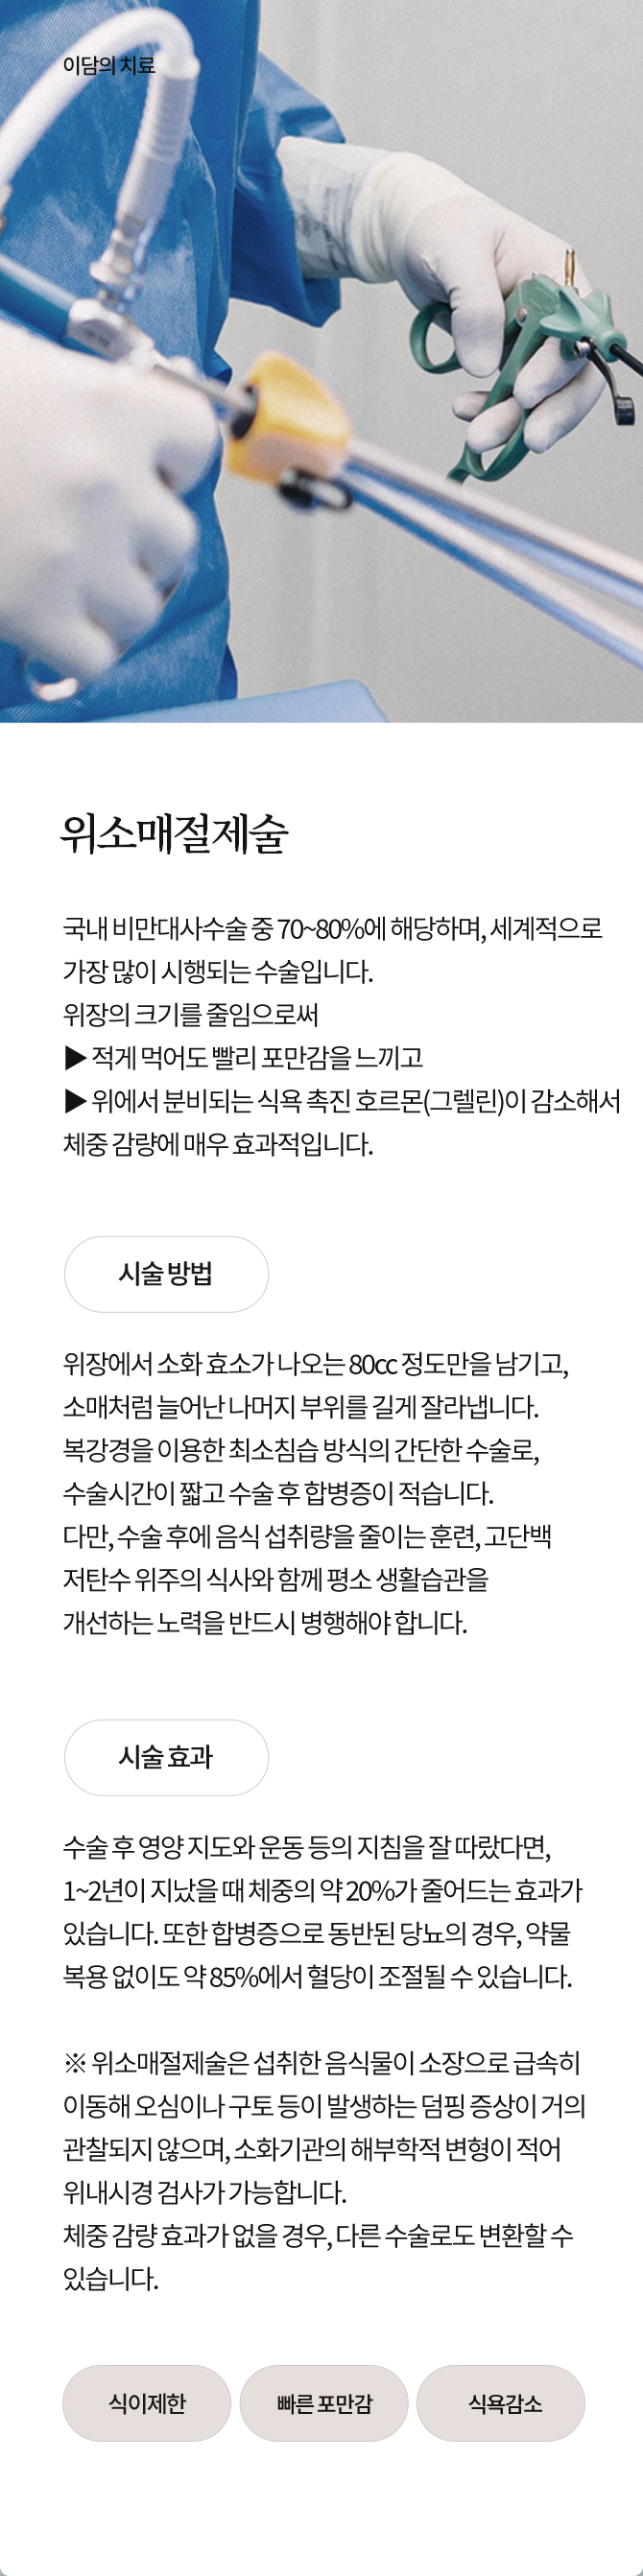 이담의 치료
위소매절제술
국내 비만대사수술 중 70~80%에 해당하며, 세계적으로
가장 많이 시행되는 수술입니다.
위장의 크기를 줄임으로써
▶ 적게 먹어도 빨리 포만감을 느끼고
▶ 위에서 분비되는 식욕 촉진 호르몬(그렐린)이 감소해서
체중 감량에 매우 효과적입니다.
시술 방법
위장에서 소화 효소가 나오는 80cc 정도만을 남기고,
소매처럼 늘어난 나머지 부위를 길게 잘라냅니다.
복강경을 이용한 최소침습 방식의 간단한 수술로,
수술시간이 짧고 수술 후 합병증이 적습니다.
다만, 수술 후에 음식 섭취량을 줄이는 훈련, 고단백
저탄수 위주의 식사와 함께 평소 생활습관을
개선하는 노력을 반드시 병행해야 합니다.
시술 효과
수술 후 영양 지도와 운동 등의 지침을 잘 따랐다면,
1~2년이 지났을 때 체중의 약 20%가 줄어드는 효과가
있습니다. 또한 합병증으로 동반된 당뇨의 경우, 약물
복용 없이도 약 85%에서 혈당이 조절될 수 있습니다.
※ 위소매절제술은 섭취한 음식물이 소장으로 급속히
이동해 오심이나 구토 등이 발생하는 덤핑 증상이 거의
관찰되지 않으며, 소화기관의 해부학적 변형이 적어
위내시경 검사가 가능합니다.
체중 감량 효과가 없을 경우, 다른 수술로도 변환할 수
있습니다.
식이제한 빠른 포만감 식욕감소